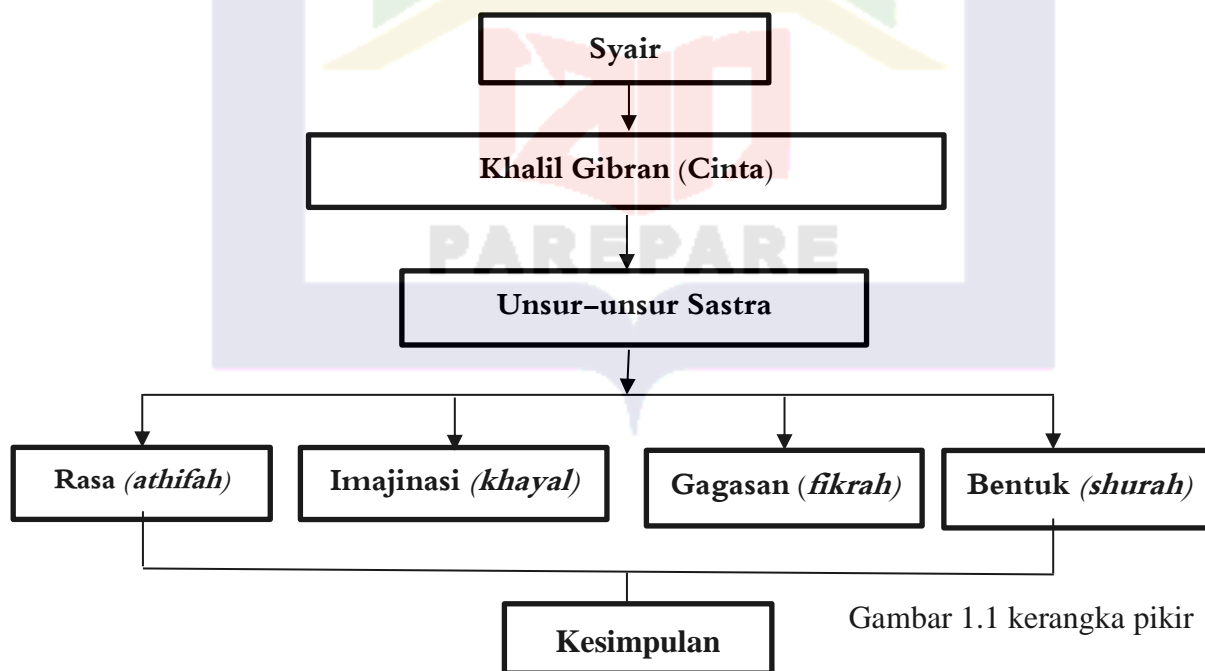 Syair
Khalil Gibran (Cinta)
PAREPARE
Unsur–unsur Sastra
Rasa (athifah)
Imajinasi (khayal)
Gagasan (fikrah)
Bentuk (shurah)
Kesimpulan
Gambar 1.1 kerangka pikir